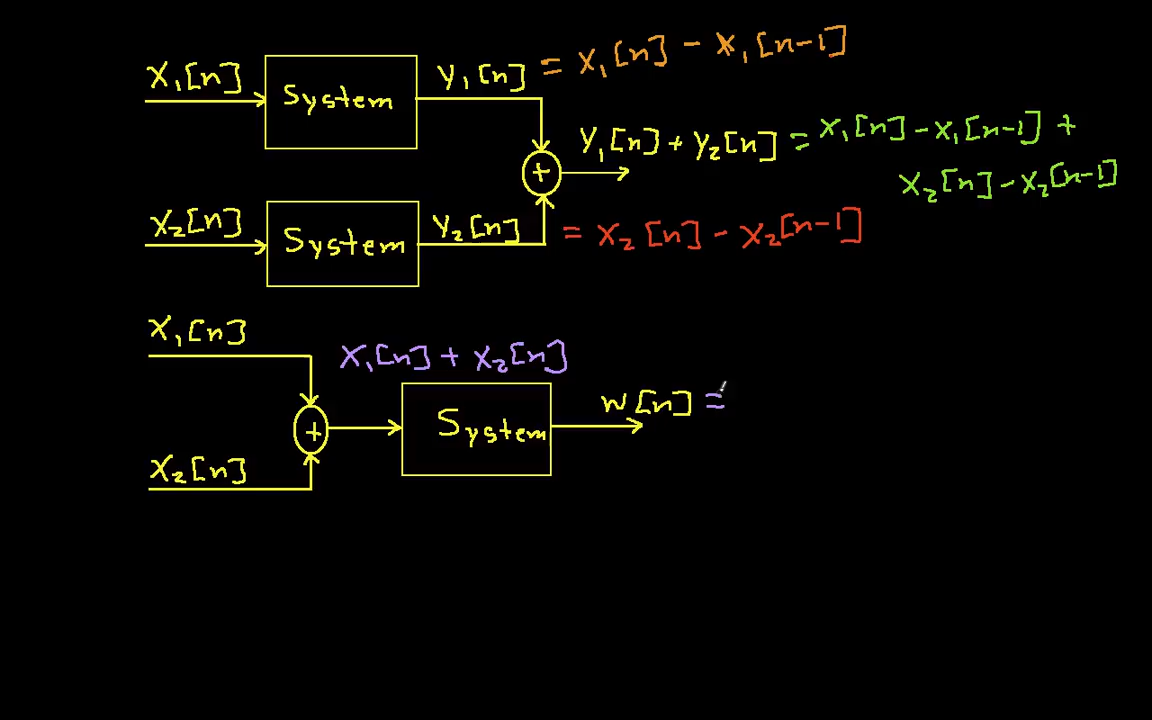 x₁[n] System y₁[n] = x₁[n] - x₁[n-1]
y₁[n] + y₂[n] = x₁[n] - x₁[n-1] +
x₂[n] - x₂[n-1]
x₂[n] System y₂[n] = x₂[n] - x₂[n-1]
+
x₁[n]
x₁[n] + x₂[n]
+ System w[n] =
x₂[n]